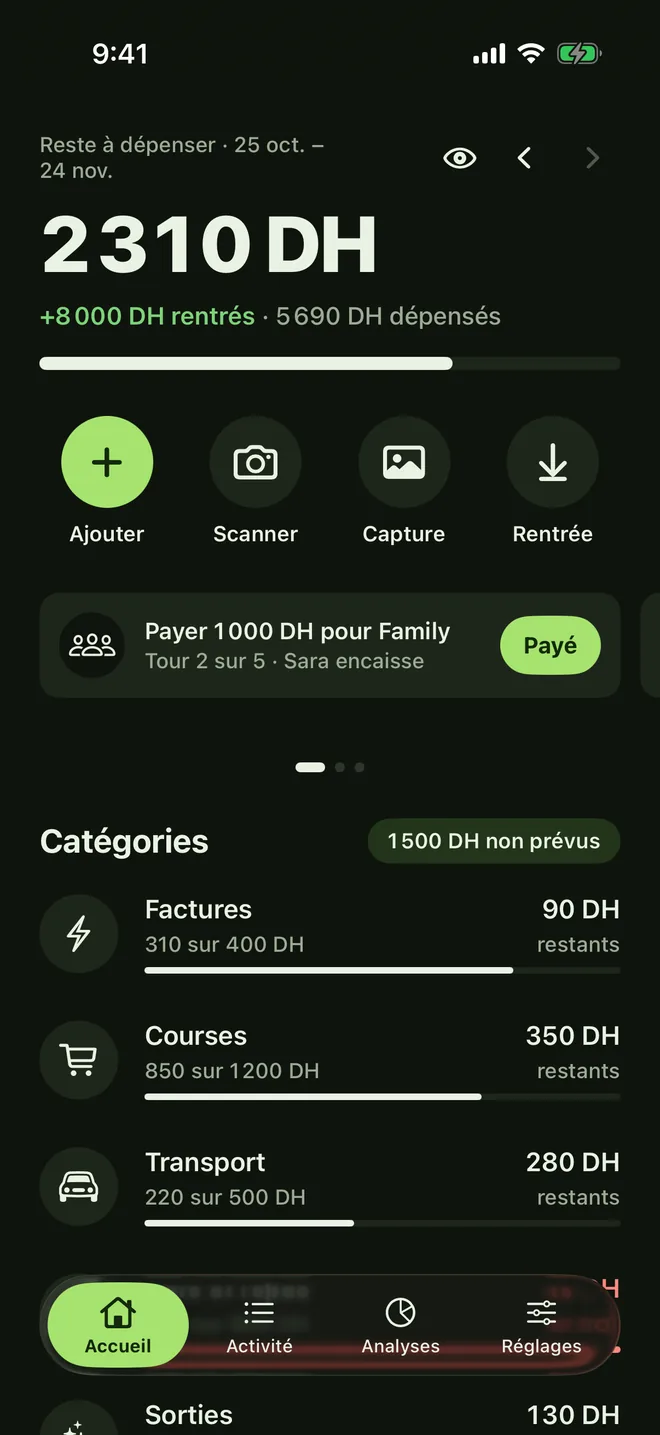 9:41
Reste à dépenser · 25 oct. –
24 nov.
2 310 DH
+8 000 DH rentrés · 5 690 DH dépensés
Ajouter
Scanner
Capture
Rentrée
Payer 1 000 DH pour Family
Tour 2 sur 5 · Sara encaisse
Payé
Catégories
1 500 DH non prévus
Factures
90 DH
310 sur 400 DH
restants
Courses
350 DH
850 sur 1 200 DH
restants
Transport
280 DH
220 sur 500 DH
restants
Accueil
Activité
Analyses
Réglages
Sorties
130 DH